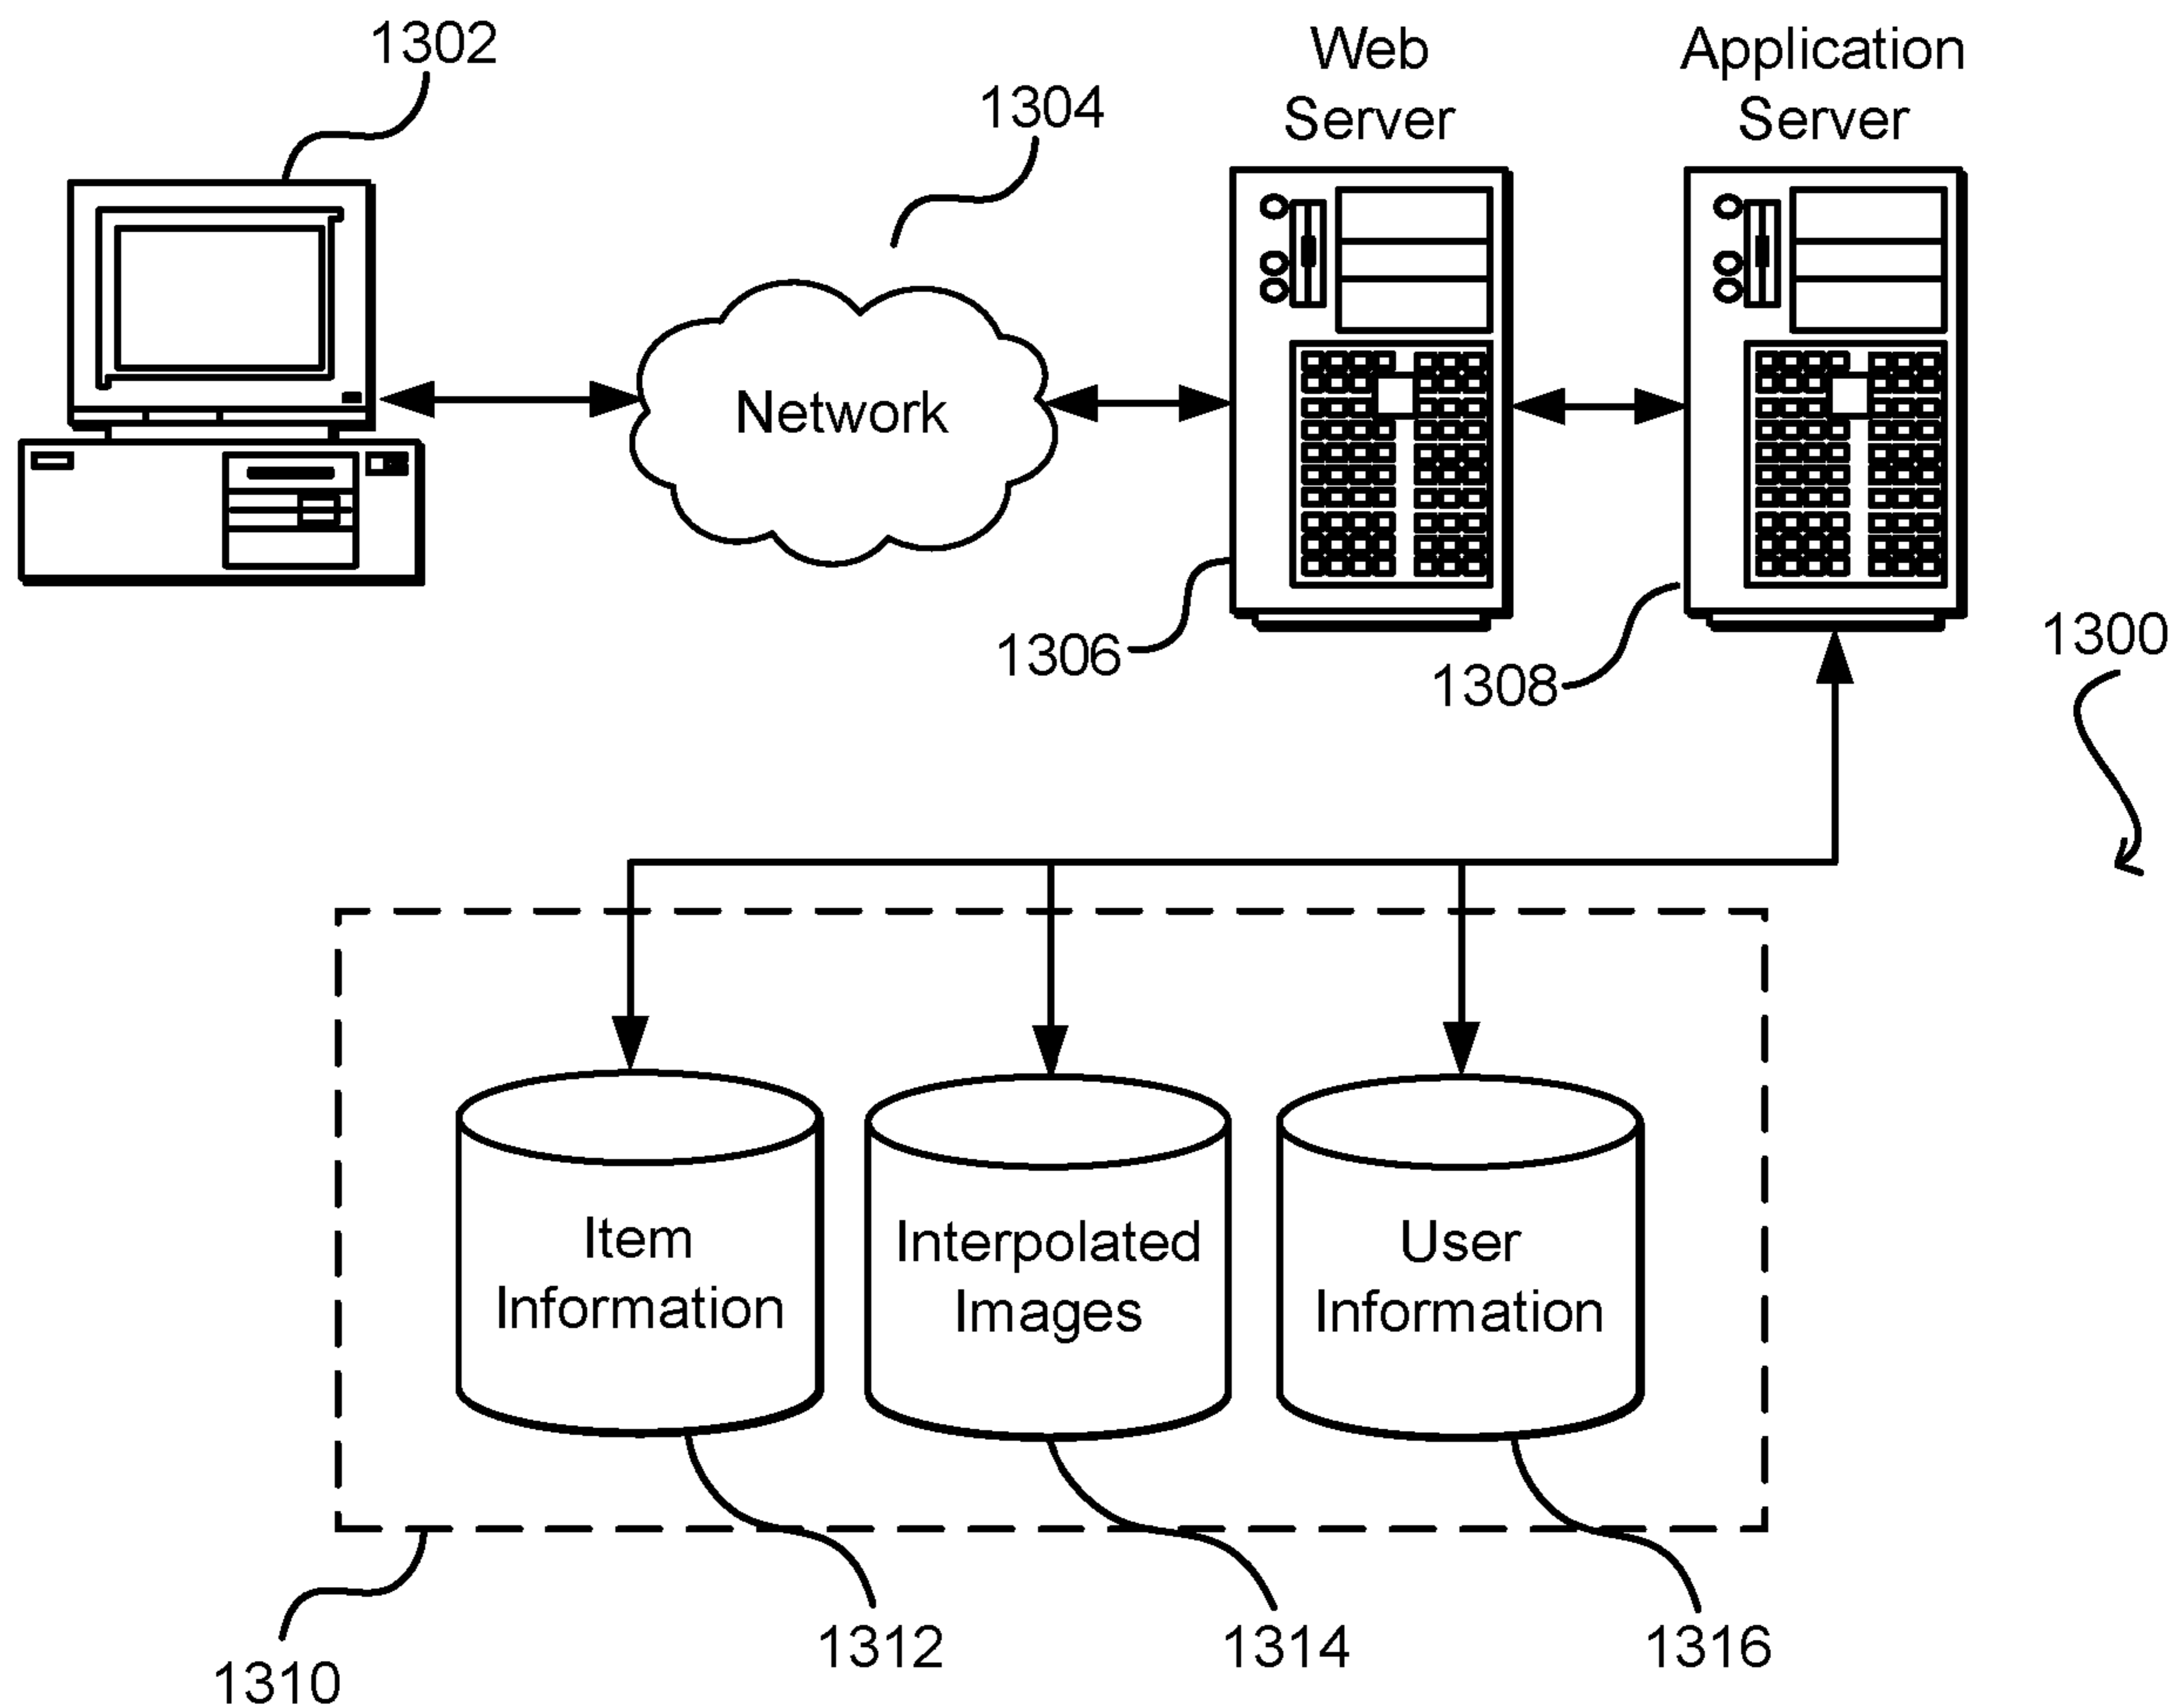 1302
1304
Web
Server
Application
Server
Network
1306
1308
1300
Item
Information
Interpolated
Images
User
Information
1310
1312
1314
1316